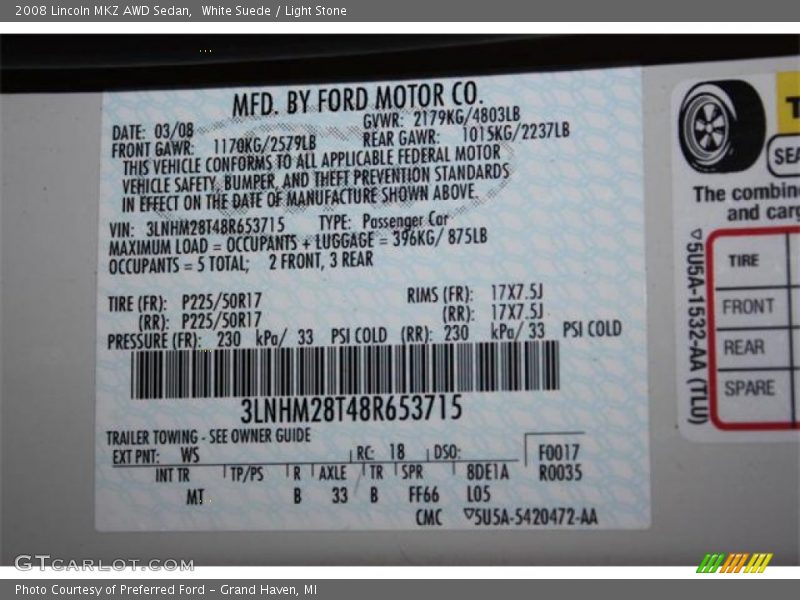 2008 Lincoln MKZ AWD Sedan,  White Suede / Light Stone
MFD. BY FORD MOTOR CO.
DATE: 03/08 GVWR: 2179KG/4803LB
FRONT GAWR: 1170KG/2579LB REAR GAWR: 1015KG/2237LB
THIS VEHICLE CONFORMS TO ALL APPLICABLE FEDERAL MOTOR
VEHICLE SAFETY, BUMPER, AND THEFT PREVENTION STANDARDS
IN EFFECT ON THE DATE OF MANUFACTURE SHOWN ABOVE.
VIN: 3LNHM28T48R653715 TYPE: Passenger Car
MAXIMUM LOAD = OCCUPANTS + LUGGAGE = 396KG/ 875LB
OCCUPANTS = 5 TOTAL; 2 FRONT, 3 REAR
TIRE (FR): P225/50R17 RIMS (FR): 17X7.5J
(RR): P225/50R17 (RR): 17X7.5J
PRESSURE (FR): 230 kPa/ 33 PSI COLD (RR): 230 kPa/ 33 PSI COLD
3LNHM28T48R653715
TRAILER TOWING - SEE OWNER GUIDE
EXT PNT: WS RC: 18 DSO: F0017
INT TR TP/PS R AXLE TR SPR 8DE1A R0035
MT B 33 B FF66 L05
CMC 5U5A-5420472-AA
T
SEA
The combin
and car
5U5A-1532-AA (TLU)
TIRE
FRONT
REAR
SPARE
GTcarlot.com
Photo Courtesy of Preferred Ford – Grand Haven, MI